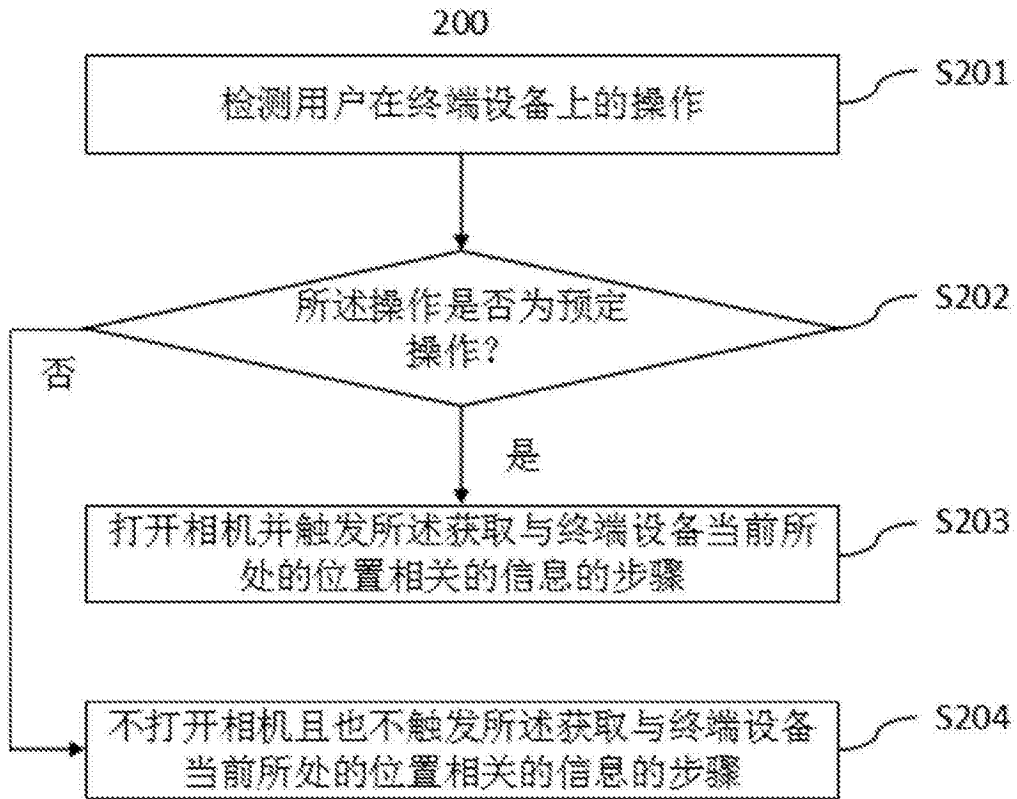 200
检测用户在终端设备上的操作
S201
所述操作是否为预定
操作？
S202
否
是
打开相机并触发所述获取与终端设备当前所
处的位置相关的信息的步骤
S203
不打开相机且也不触发所述获取与终端设备
当前所处的位置相关的信息的步骤
S204